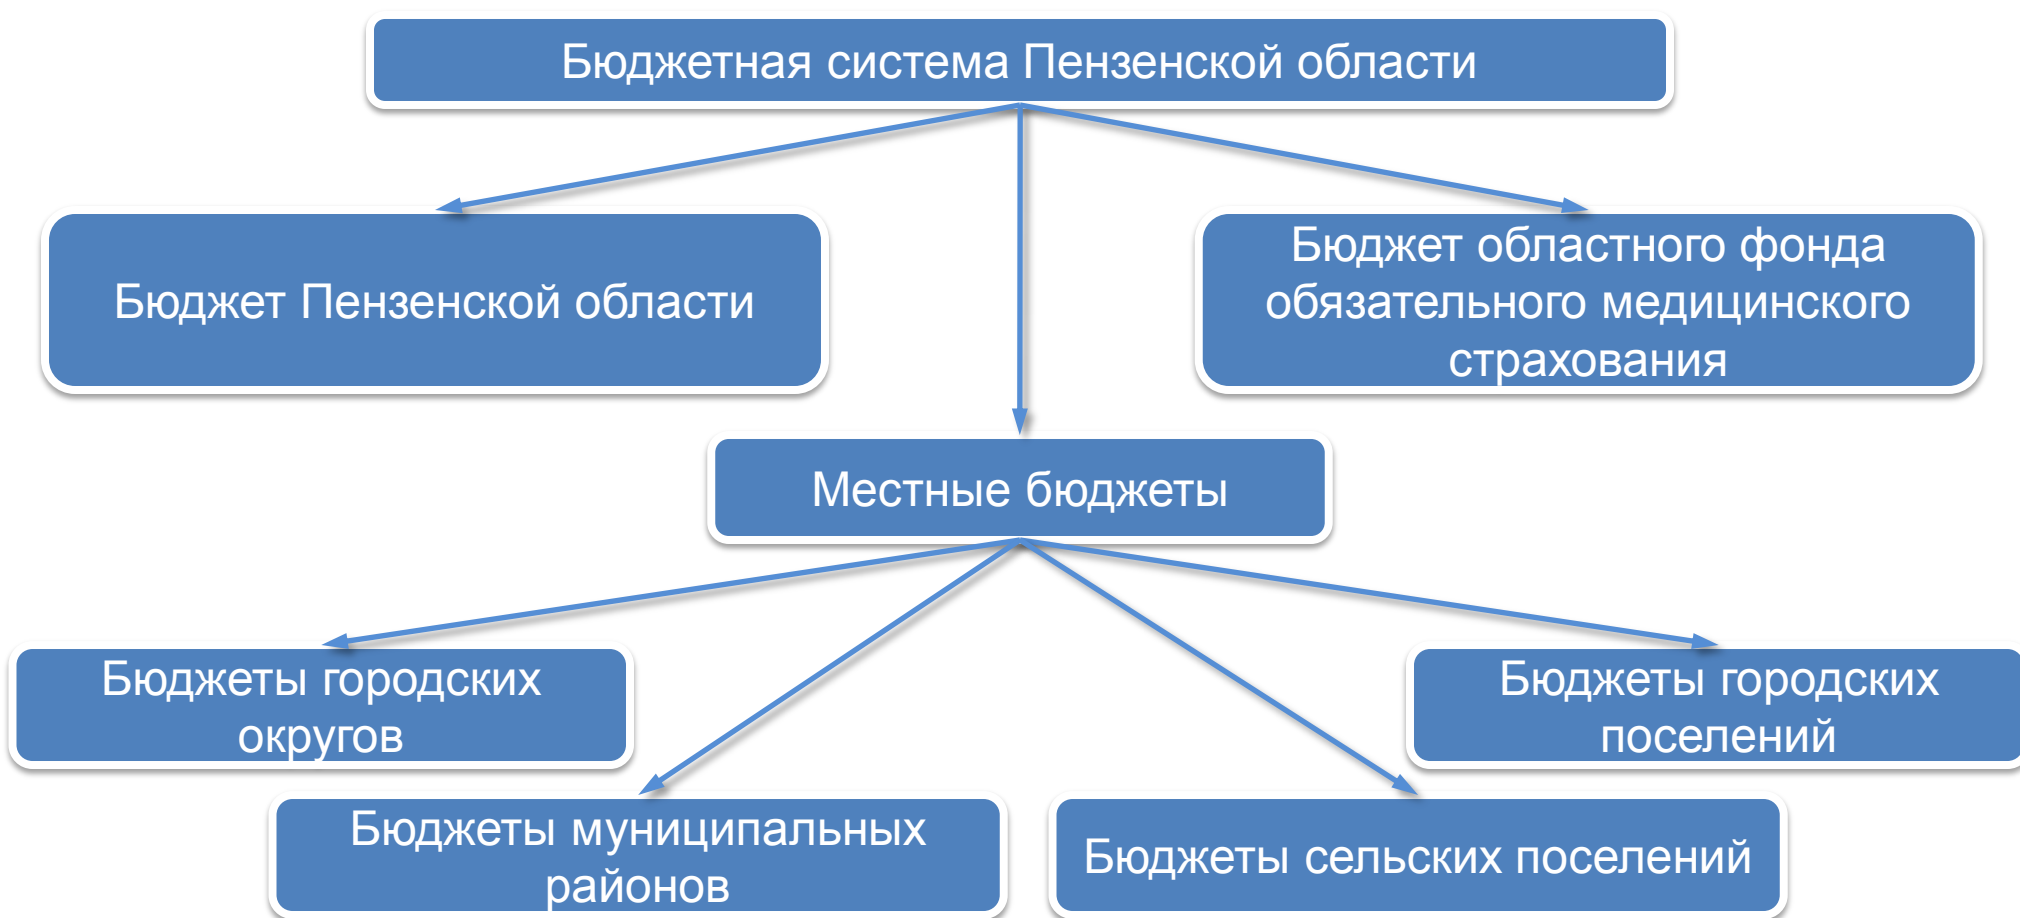 Бюджетная система Пензенской области
Бюджет Пензенской области
Бюджет областного фонда
обязательного медицинского
страхования
Местные бюджеты
Бюджеты городских
округов
Бюджеты городских
поселений
Бюджеты муниципальных
районов
Бюджеты сельских поселений